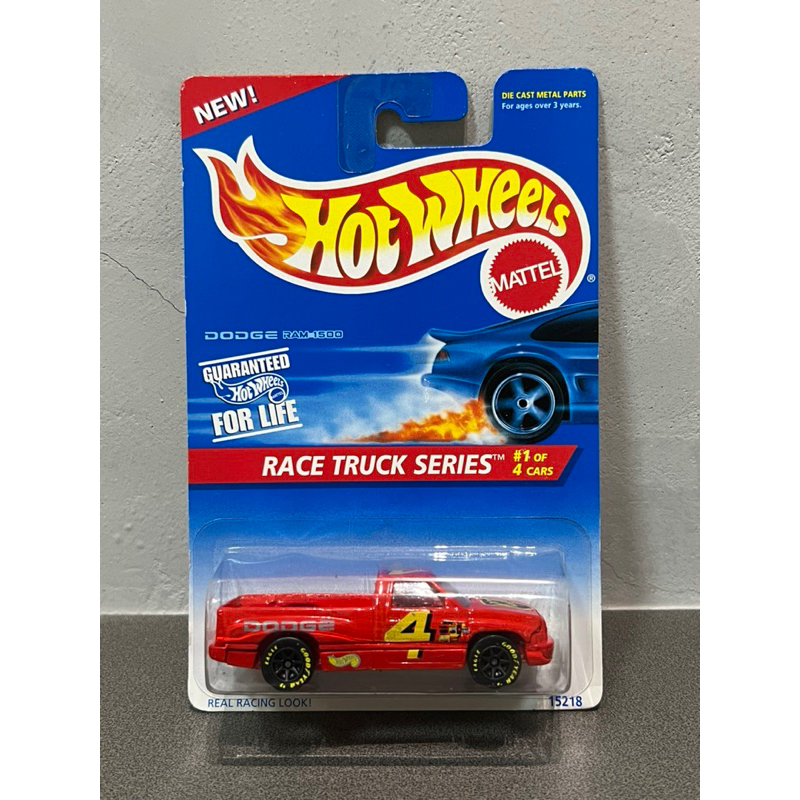 NEW!
DIE CAST METAL PARTS
For ages over 3 years.
HOT WHEELS
MATTEL
®
DODGE RAM-1500
GUARANTEED
HOT WHEELS
FOR LIFE
RACE TRUCK SERIES™
#1 OF
4 CARS
DODGE
4
GOODYEAR
EAGLE
GOODYEAR
REAL RACING LOOK!
15218